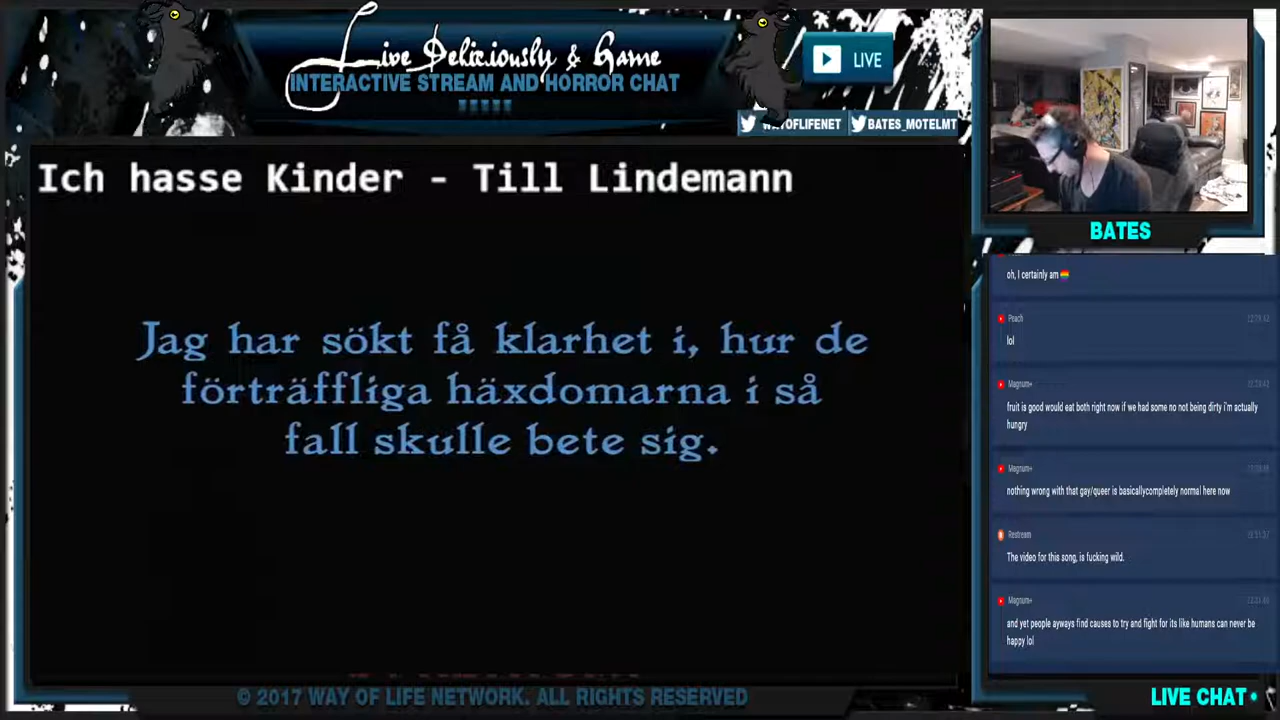 Live Deliciously & Game
INTERACTIVE STREAM AND HORROR CHAT
LIVE
WAYOFLIFENET
BATES_MOTELMT
Ich hasse Kinder - Till Lindemann
Jag har sökt få klarhet i, hur de
förträffliga häxdomarna i så
fall skulle bete sig.
© 2017 WAY OF LIFE NETWORK. ALL RIGHTS RESERVED
BATES
oh, I certainly am🏳️‍🌈
Peach
lol
Magnum+
fruit is good would eat both right now if we had some no not being dirty i'm actually
hungry
Magnum+
nothing wrong with that gay/queer is basicallycompletely normal here now
Restream
The video for this song, is fucking wild.
Magnum+
and yet people ayways find causes to try and fight for its like humans can never be
happy lol
LIVE CHAT